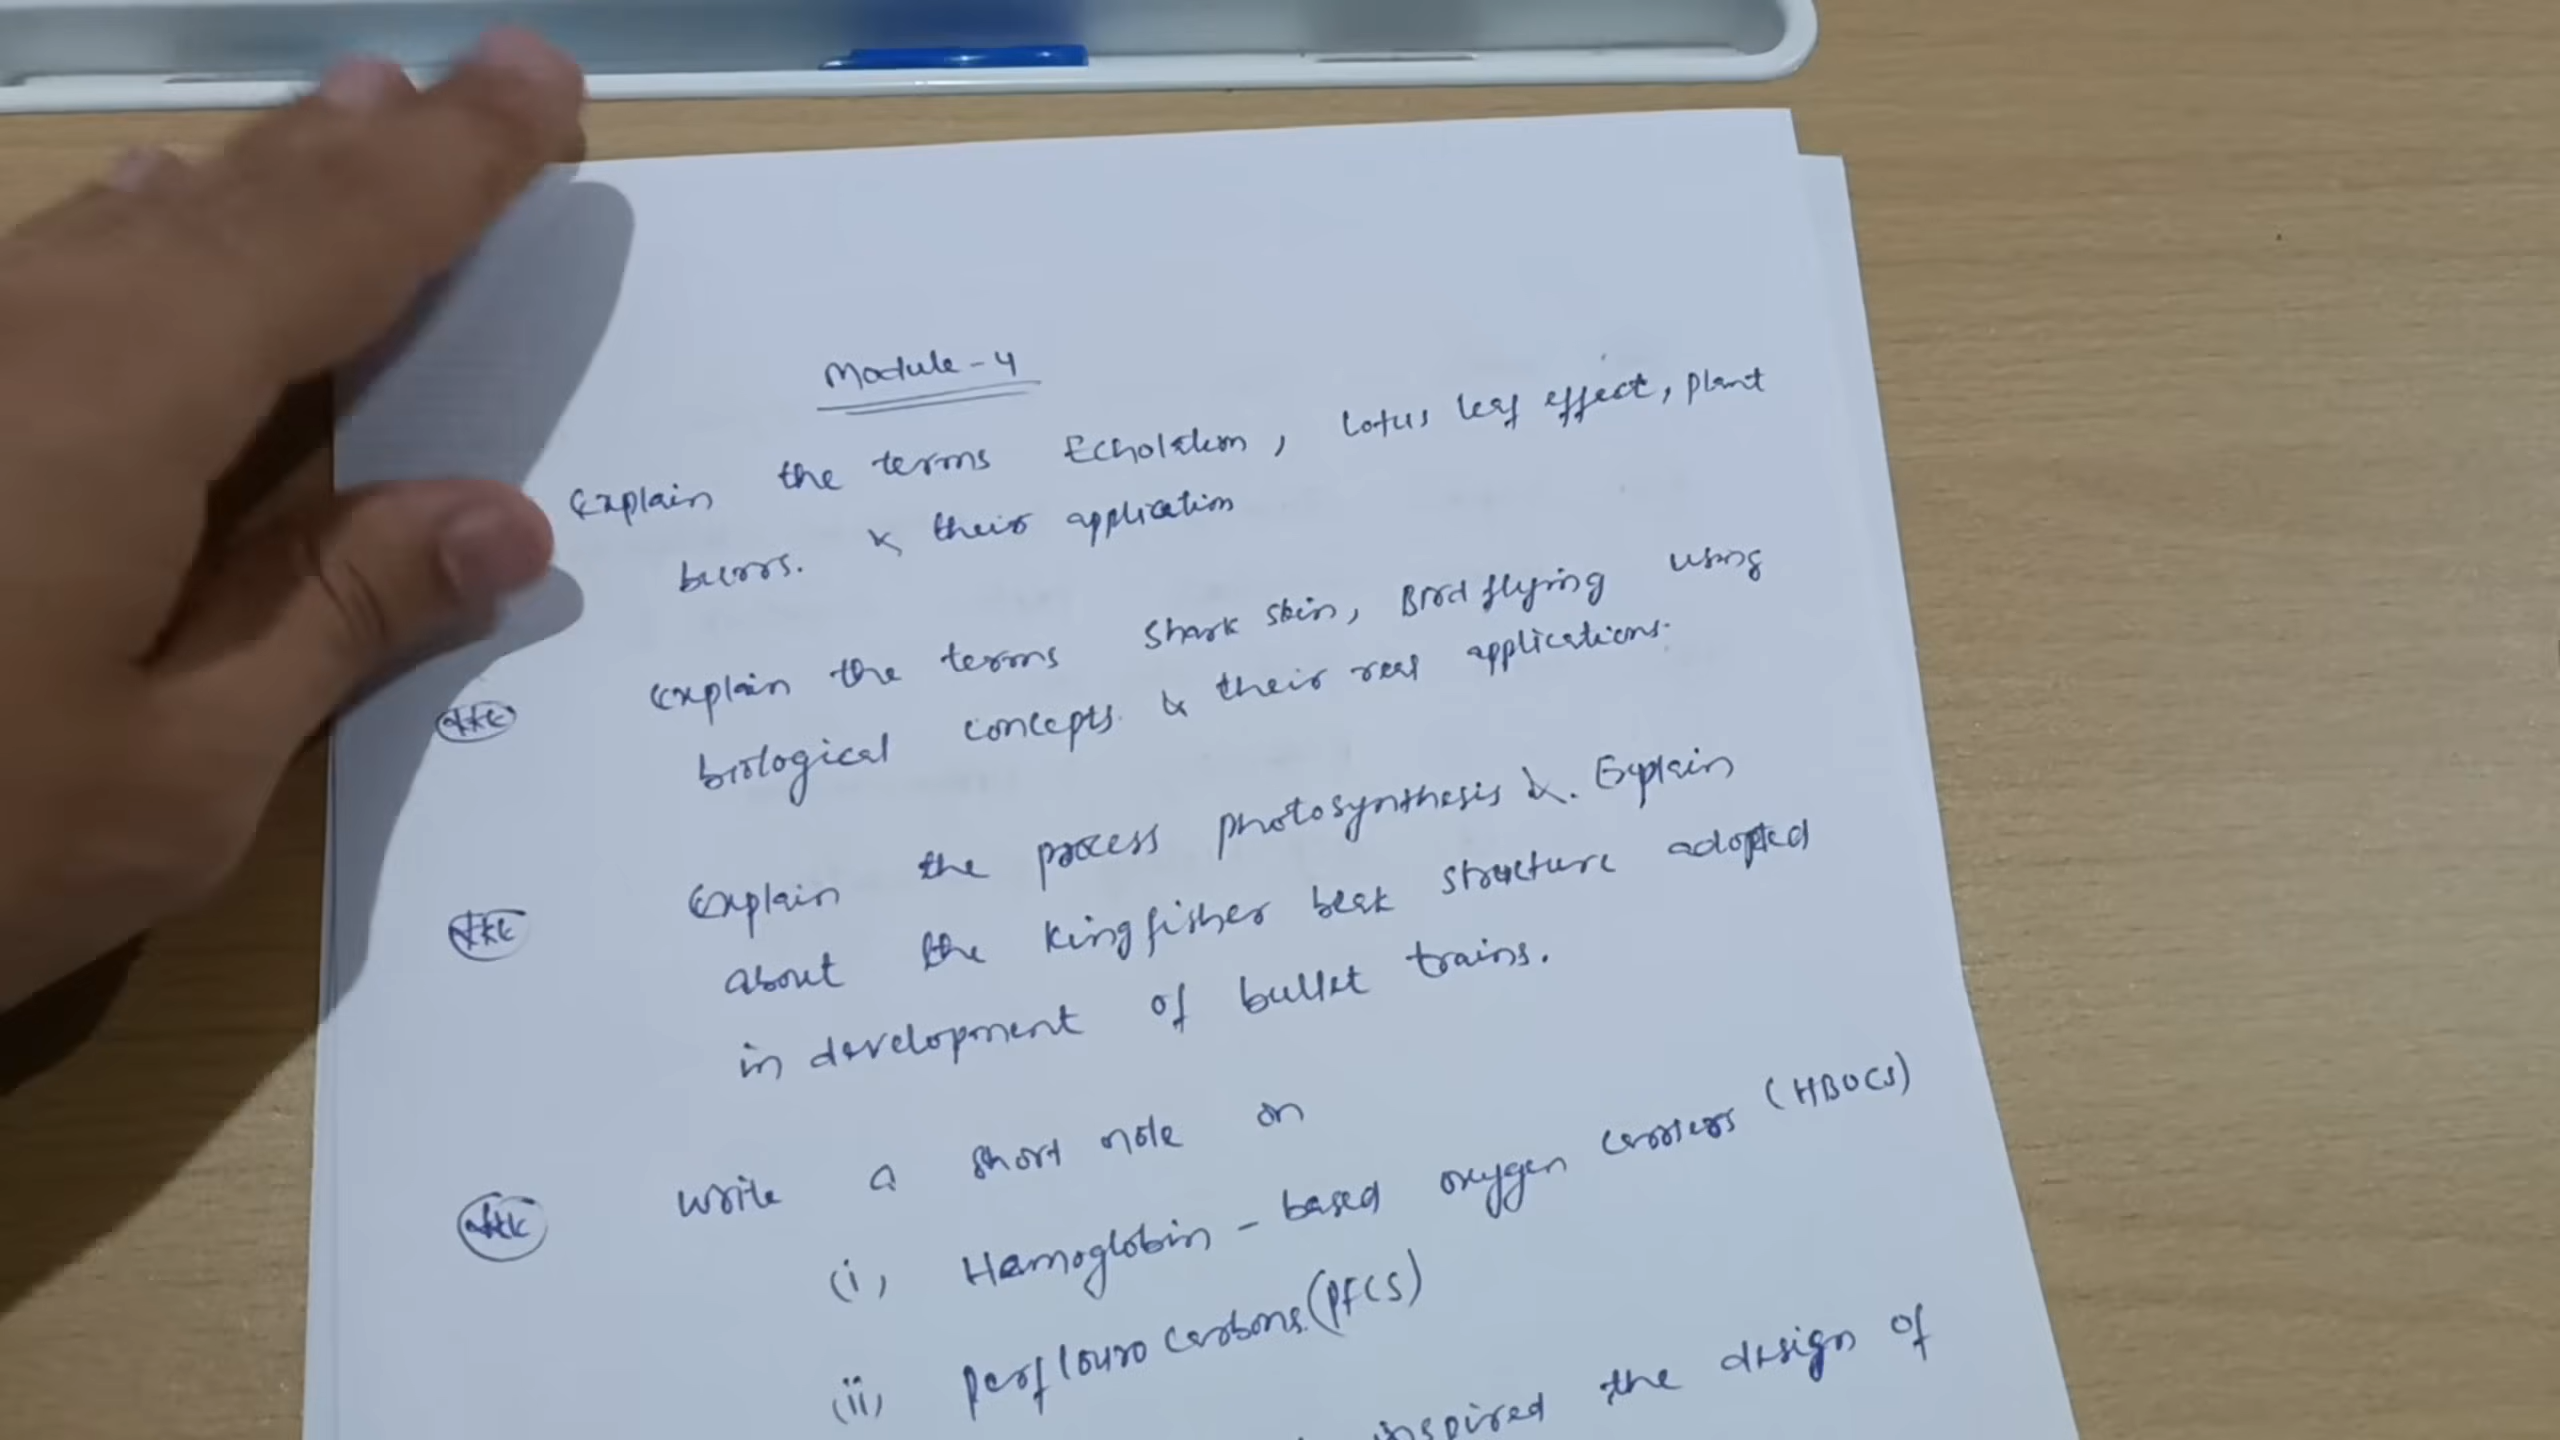 Module-4
Explain the terms Echolation, Lotus leaf effect, plant
burrs. & their application
Explain the terms Shark skin, Bird flying using
biological concepts. & their real applications.
Explain the process photosynthesis &. Explain
about the Kingfisher beak structure adopted
in development of bullet trains.
Write a short note on
(i) Hemoglobin - based oxygen carriers (HBOCS)
(ii) perflouro carbons. (PFCS)
inspired the design of